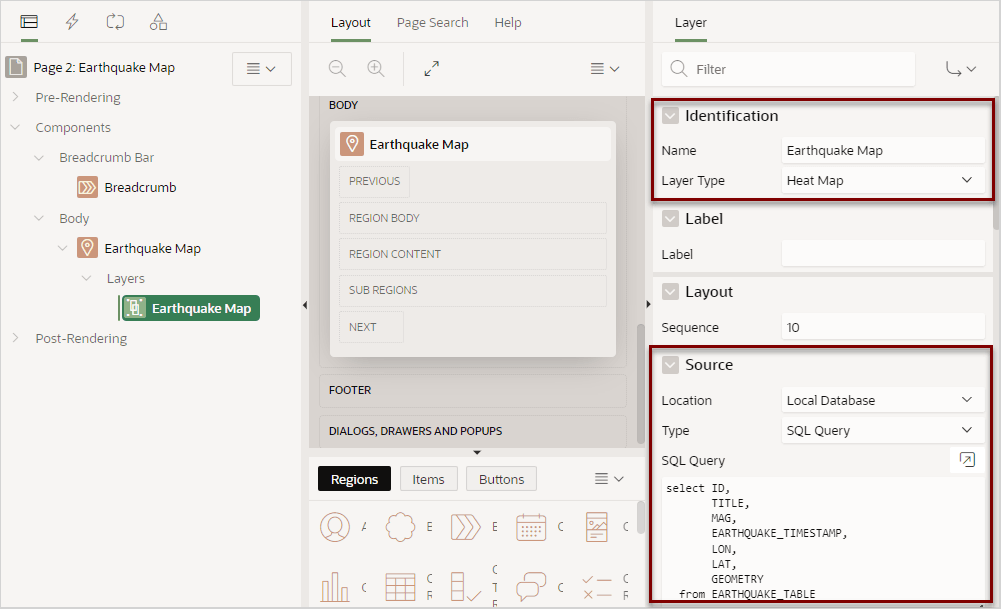 Page 2: Earthquake Map
Pre-Rendering
Components
Breadcrumb Bar
Breadcrumb
Body
Earthquake Map
Layers
Earthquake Map
Post-Rendering
Layout Page Search Help
BODY
Earthquake Map
PREVIOUS
REGION BODY
REGION CONTENT
SUB REGIONS
NEXT
FOOTER
DIALOGS, DRAWERS AND POPUPS
Regions Items Buttons
A E E C C
C C C C C
R T R
R
Layer
Filter
Identification
Name Earthquake Map
Layer Type Heat Map
Label
Label
Layout
Sequence 10
Source
Location Local Database
Type SQL Query
SQL Query
select ID,
TITLE,
MAG,
EARTHQUAKE_TIMESTAMP,
LON,
LAT,
GEOMETRY
from EARTHQUAKE_TABLE